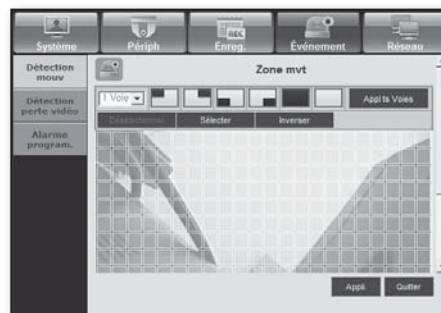 Système Périph Enreg. Événement Réseau
REC
Détection
mouv
Détection
perte vidéo
Alarme
program.
Zone mvt
1 Voie Appl ts Voies
Désélectionner Sélecter Inverser
Appli Quitter